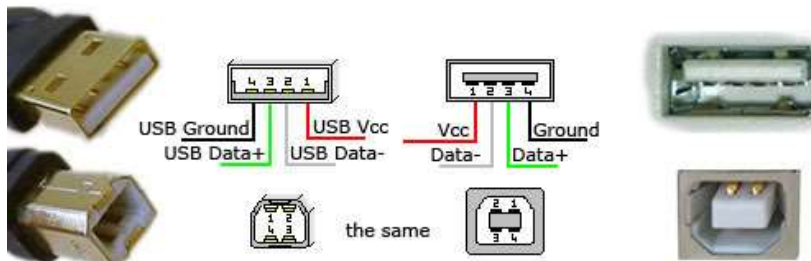 4 3 2 1
1 2 3 4
USB Ground USB Vcc
USB Data+ USB Data-
Vcc Ground
Data- Data+
1 2
4 3
the same
2 1
3 4